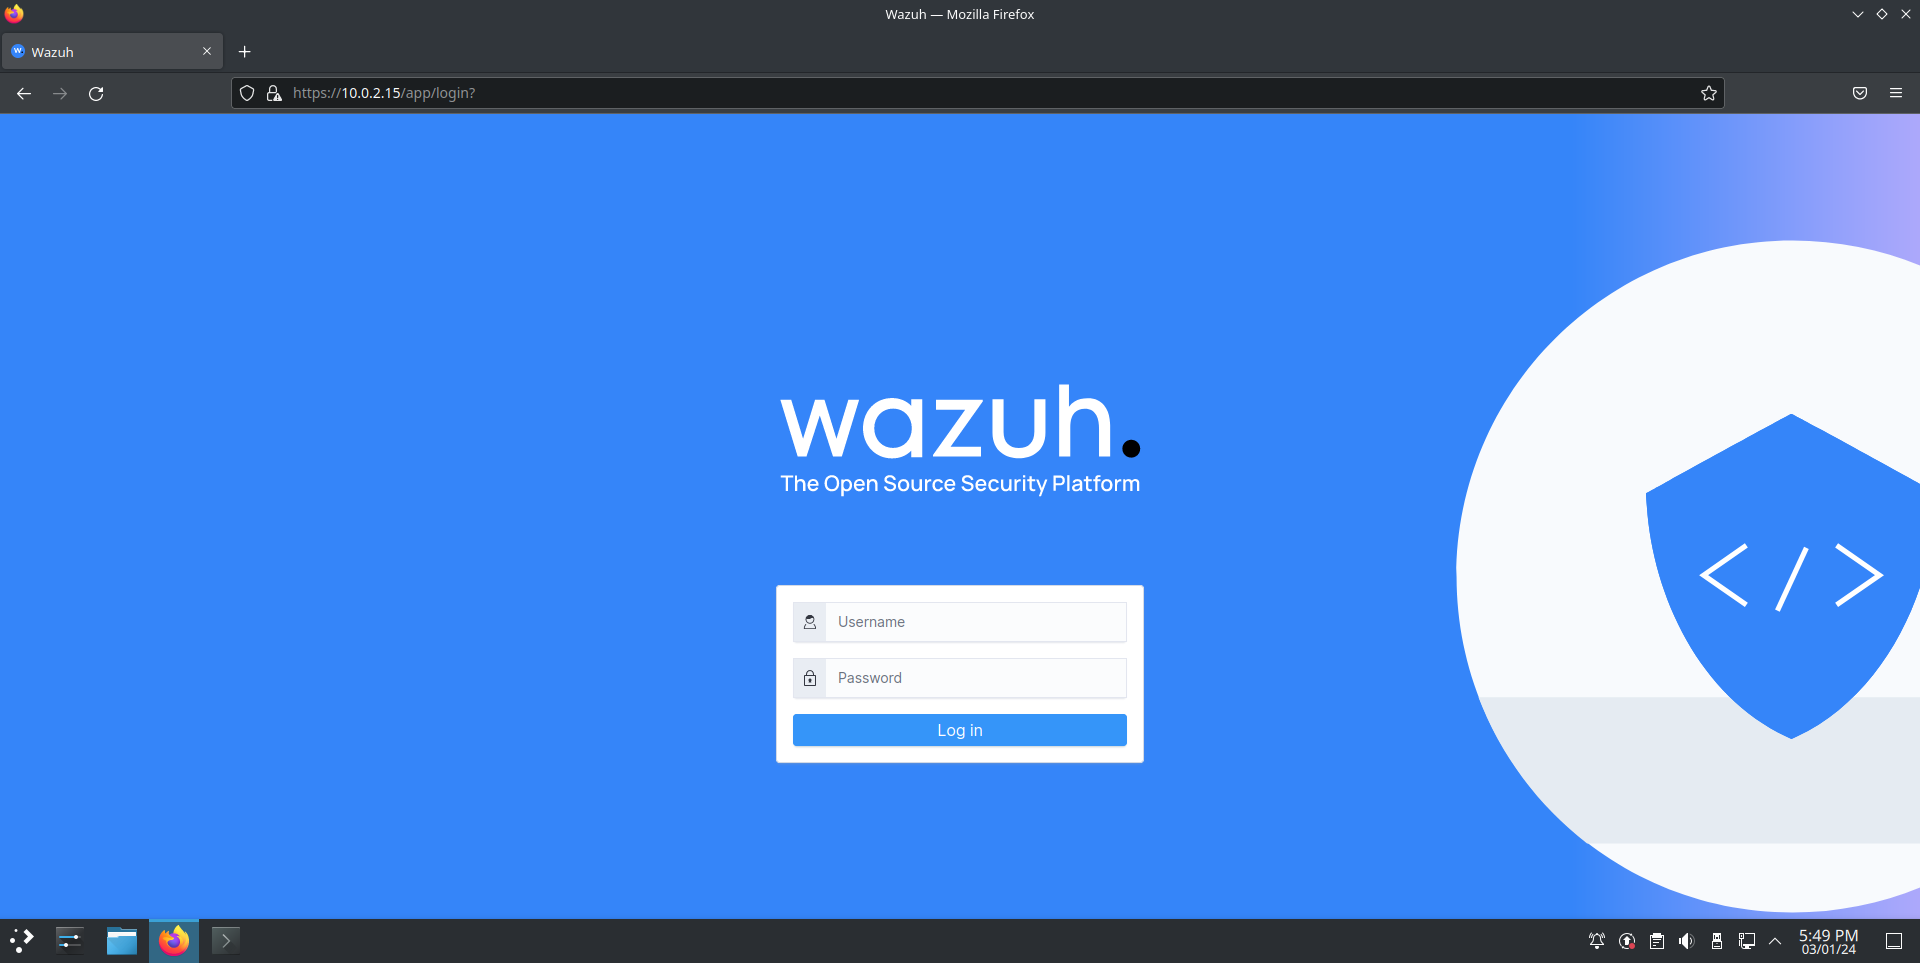 Wazuh — Mozilla Firefox
Wazuh
https://10.0.2.15/app/login?
wazuh.
The Open Source Security Platform
Username
Password
Log in
</>
5:49 PM
03/01/24